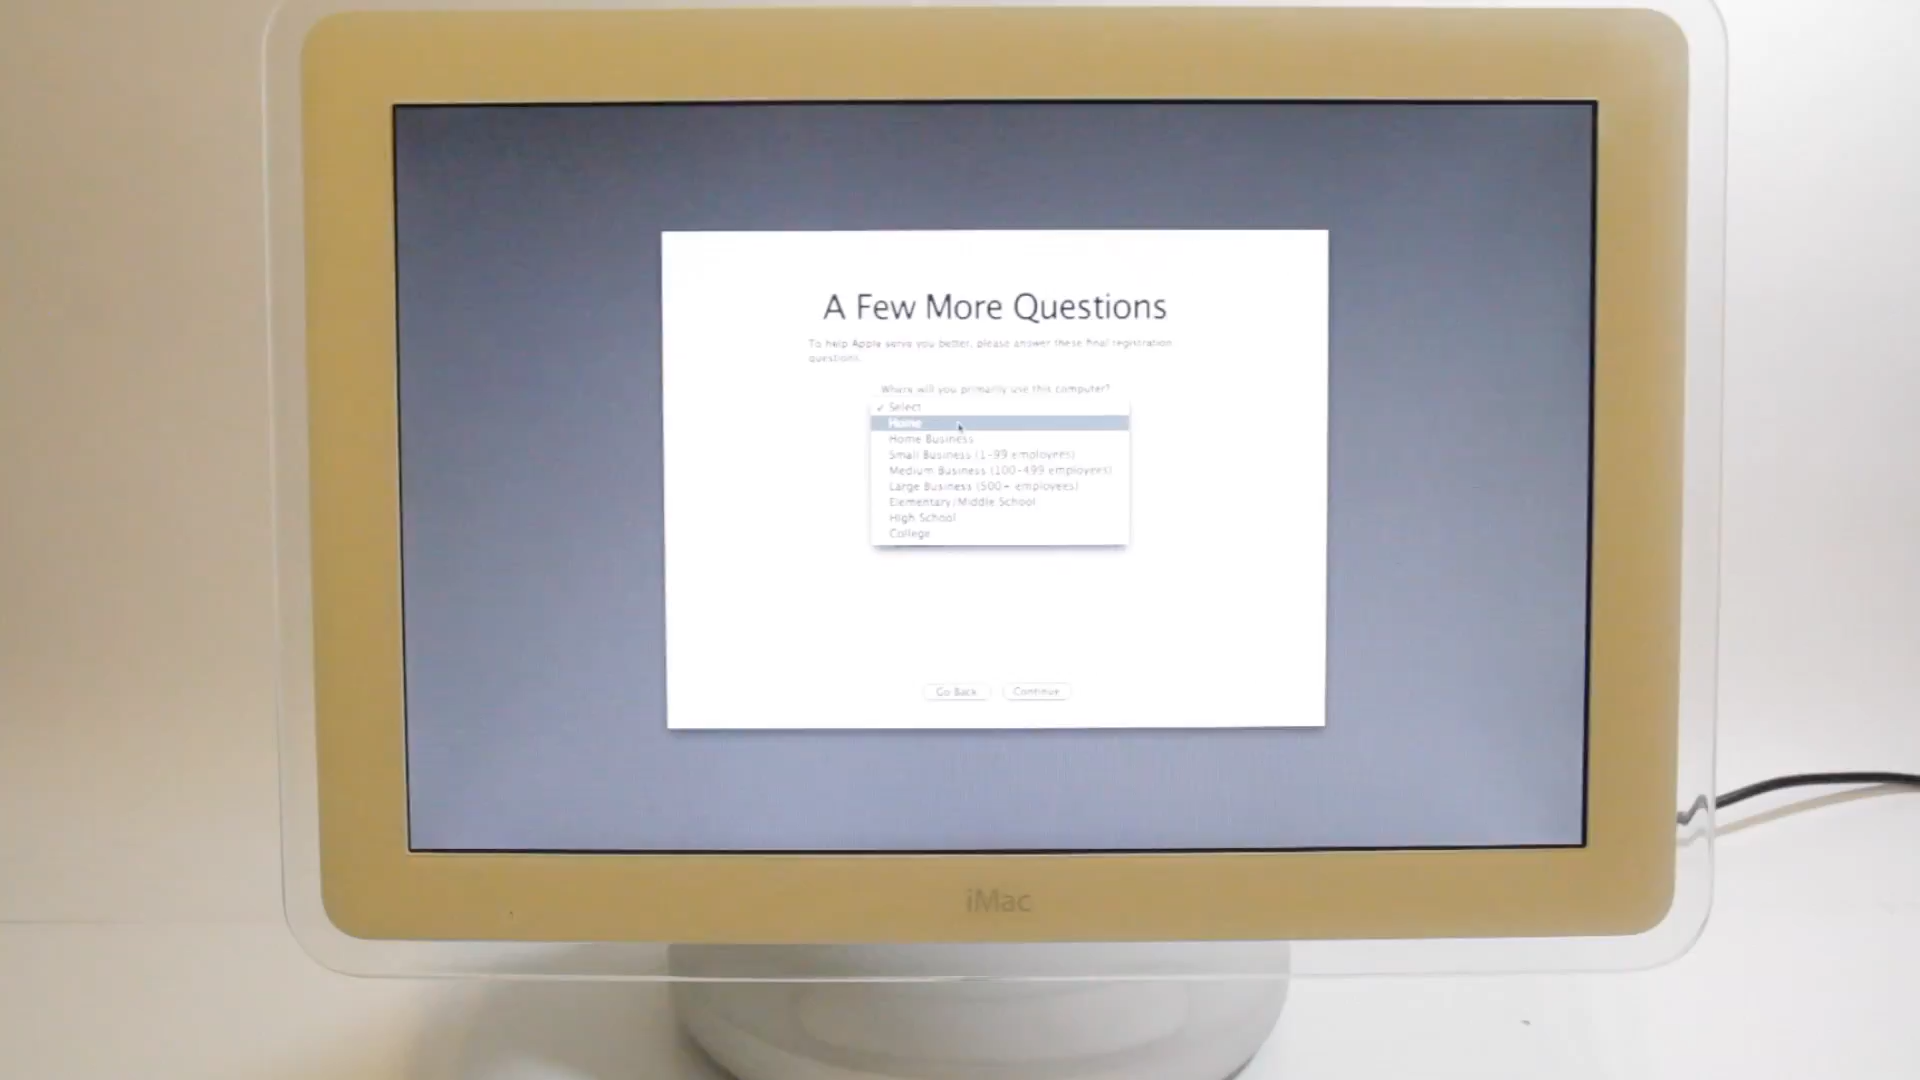 A Few More Questions
To help Apple serve you better, please answer these final registration
questions.
Where will you primarily use this computer?
✓ Select
Home
Home Business
Small Business (1-99 employees)
Medium Business (100-499 employees)
Large Business (500+ employees)
Elementary/Middle School
High School
College
Go Back
Continue
iMac